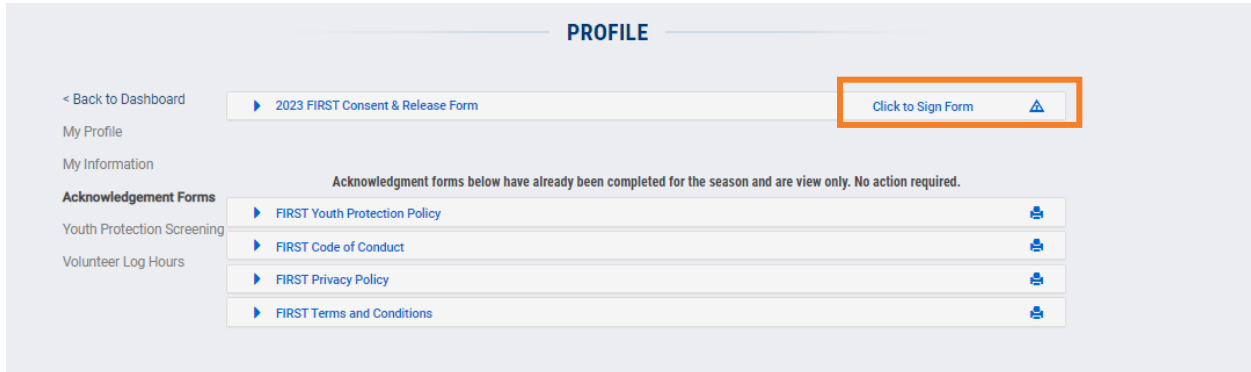 PROFILE
< Back to Dashboard
My Profile
My Information
Acknowledgement Forms
Youth Protection Screening
Volunteer Log Hours
2023 FIRST Consent & Release Form Click to Sign Form
Acknowledgment forms below have already been completed for the season and are view only. No action required.
FIRST Youth Protection Policy
FIRST Code of Conduct
FIRST Privacy Policy
FIRST Terms and Conditions